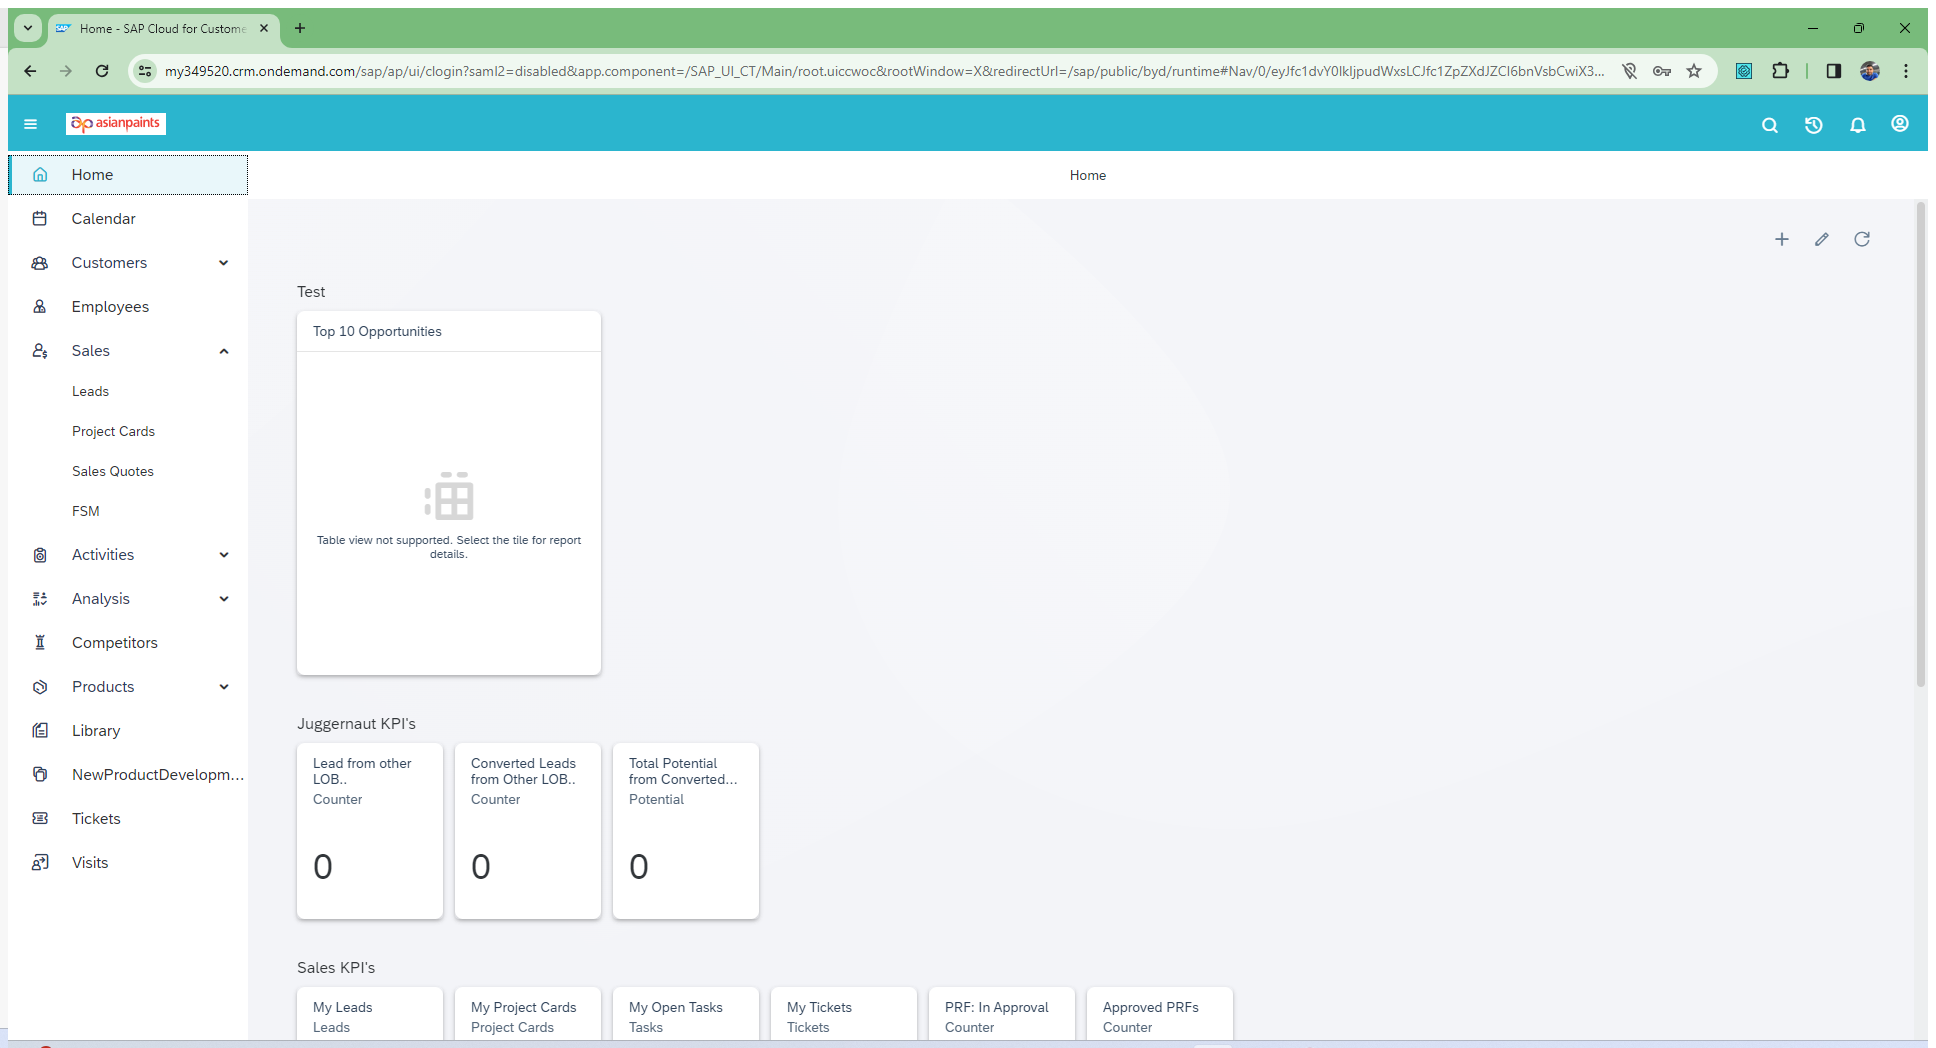 Home - SAP Cloud for Custome
my349520.crm.ondemand.com/sap/ap/ui/clogin?saml2=disabled&app.component=/SAP_UI_CT/Main/root.uiccwoc&rootWindow=X&redirectUrl=/sap/public/byd/runtime#Nav/0/eyJfc1dvY0lkIjpudWxsLCJfc1ZpZXdJZCI6bnVsbCwiX3...
asianpaints
Home
Calendar
Customers
Employees
Sales
Leads
Project Cards
Sales Quotes
FSM
Activities
Analysis
Competitors
Products
Library
NewProductDevelopm...
Tickets
Visits
Home
Test
Top 10 Opportunities
Table view not supported. Select the tile for report
details.
Juggernaut KPI's
Lead from other
LOB..
Counter
0
Converted Leads
from Other LOB..
Counter
0
Total Potential
from Converted...
Potential
0
Sales KPI's
My Leads
Leads
My Project Cards
Project Cards
My Open Tasks
Tasks
My Tickets
Tickets
PRF: In Approval
Counter
Approved PRFs
Counter